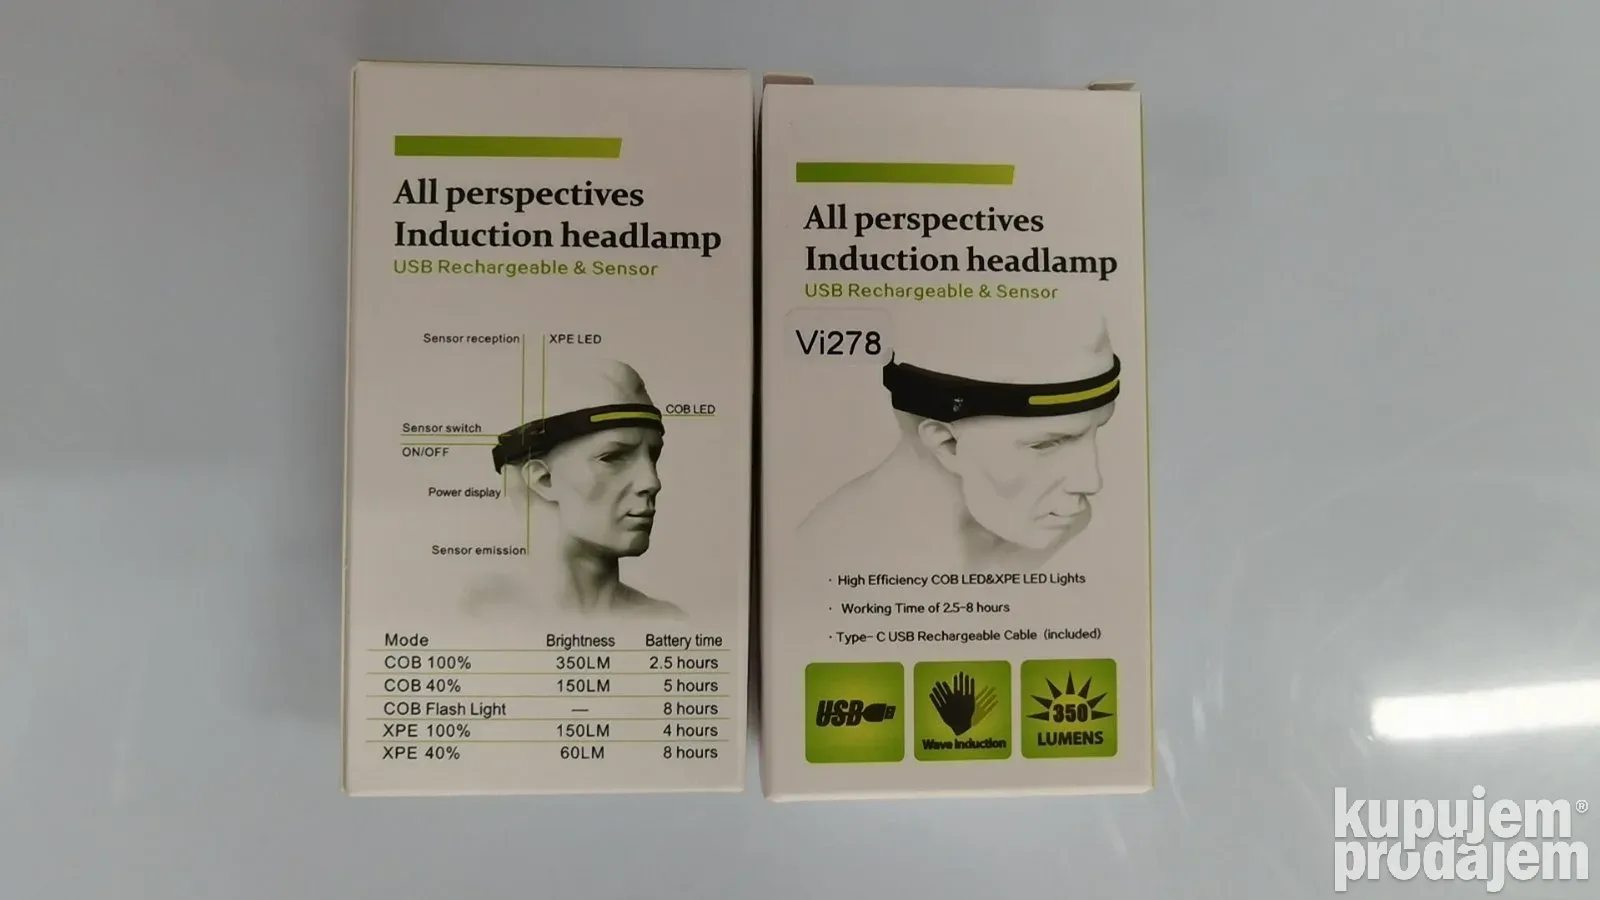 All perspectives
Induction headlamp
USB Rechargeable & Sensor
Sensor reception
XPE LED
COB LED
Sensor switch
ON/OFF
Power display
Sensor emission
Mode Brightness Battery time
COB 100% 350LM 2.5 hours
COB 40% 150LM 5 hours
COB Flash Light — 8 hours
XPE 100% 150LM 4 hours
XPE 40% 60LM 8 hours
All perspectives
Induction headlamp
USB Rechargeable & Sensor
Vi278
· High Efficiency COB LED&XPE LED Lights
· Working Time of 2.5-8 hours
· Type-C USB Rechargeable Cable (included)
USB
Wave Induction
350
LUMENS
kupujem®
prodajem